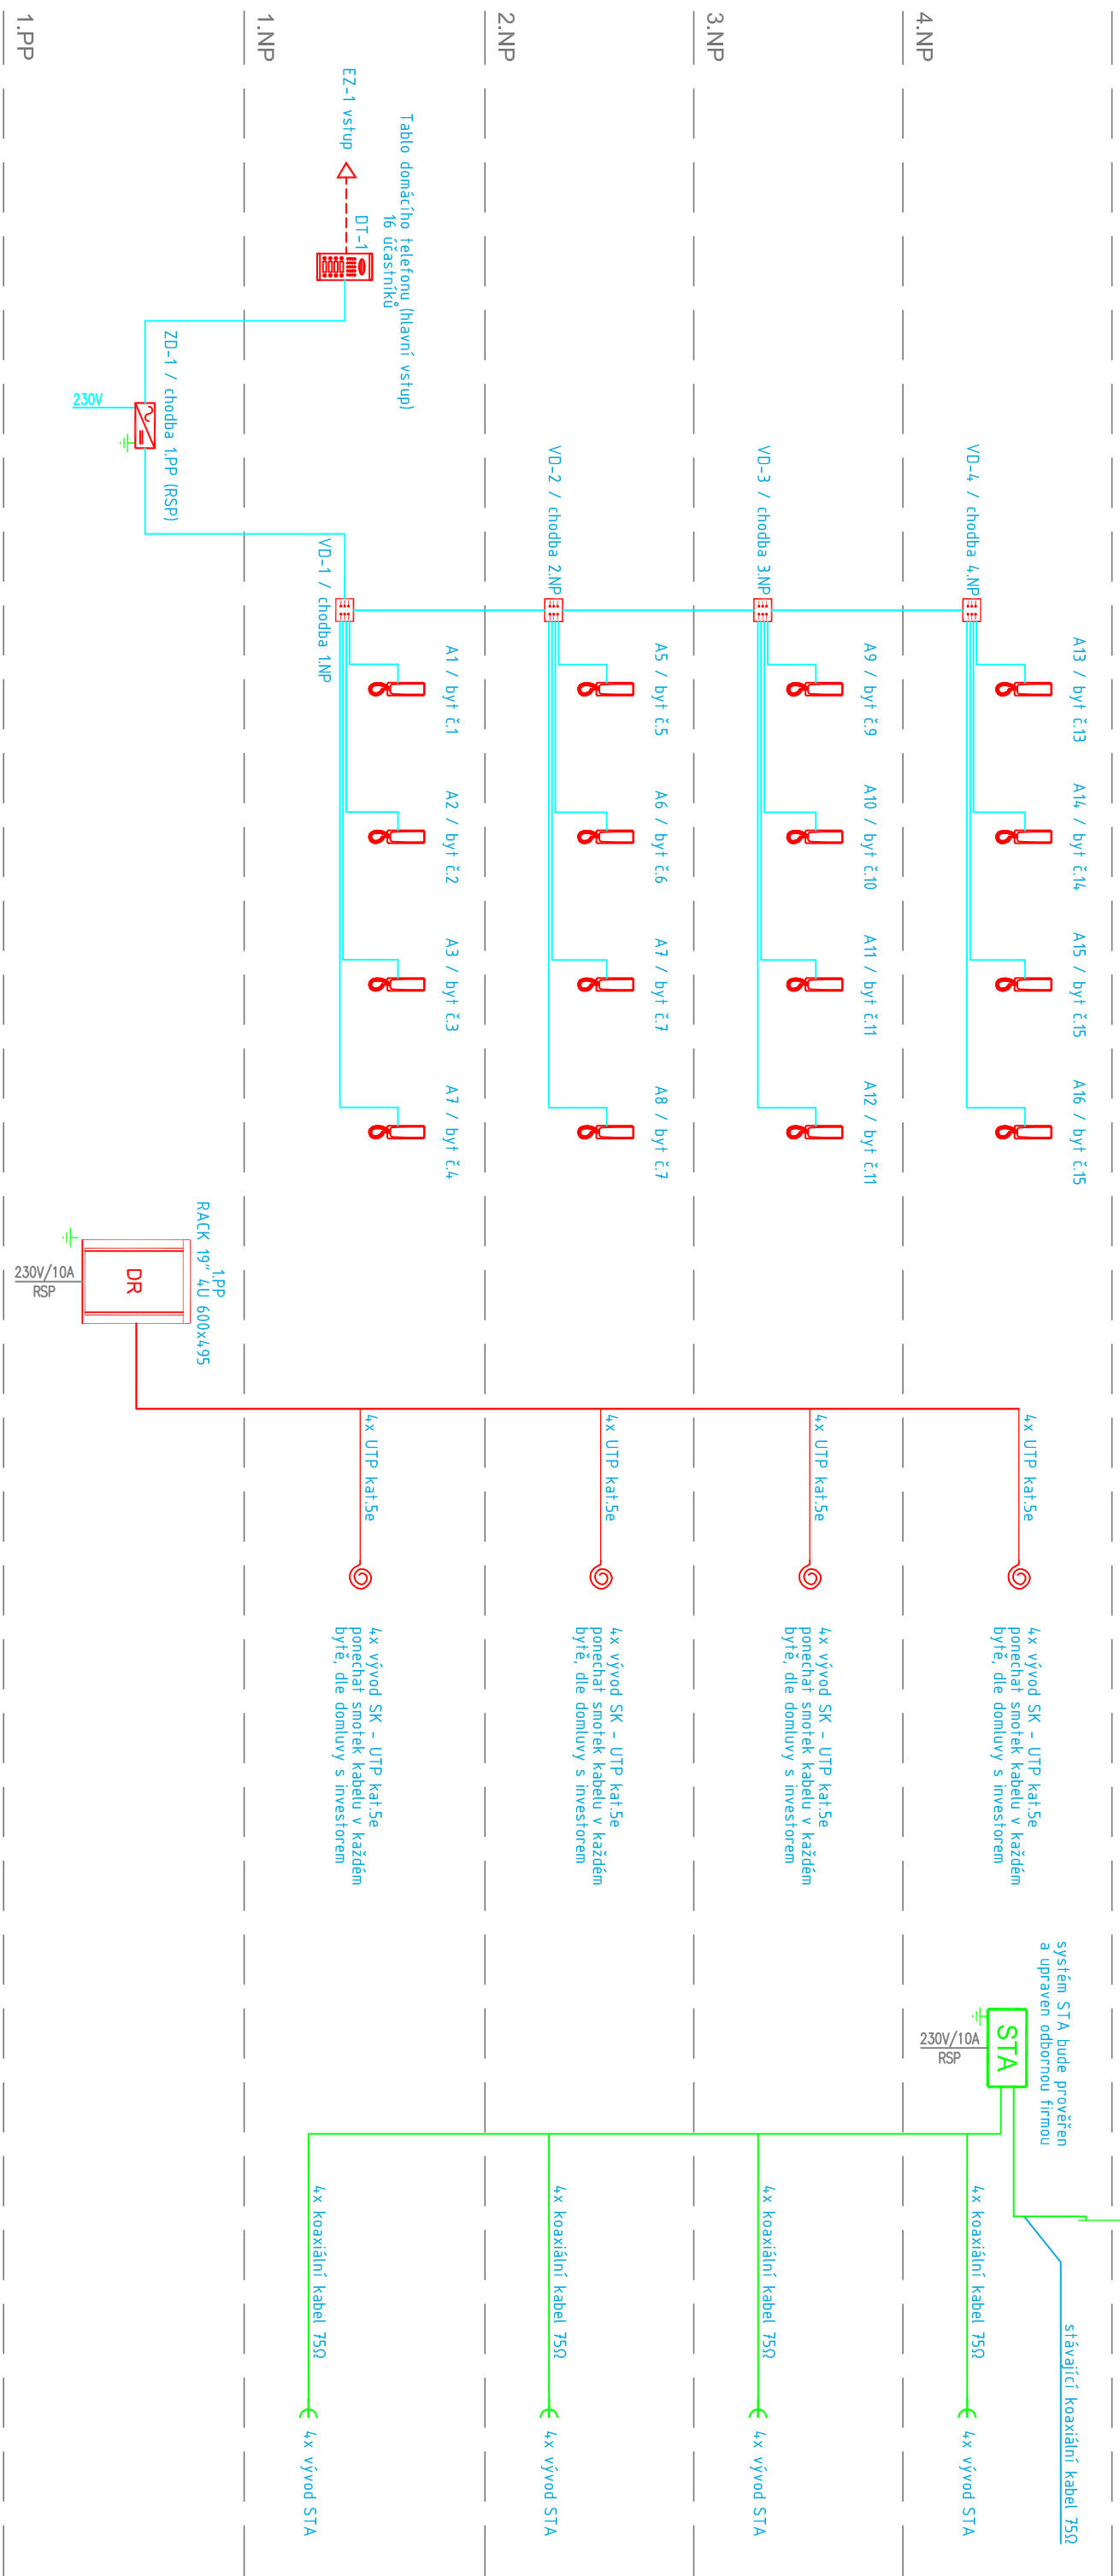 4.NP
3.NP
2.NP
1.NP
1.PP
EZ-1 vstup
Tablo domácího telefonu (hlavní vstup)
16 účastníků
DT-1
ZD-1 / chodba 1.PP (RSP)
230V
VD-4 / chodba 4.NP
VD-3 / chodba 3.NP
VD-2 / chodba 2.NP
VD-1 / chodba 1.NP
A13 / byt č.13
A14 / byt č.14
A15 / byt č.15
A16 / byt č.15
A9 / byt č.9
A10 / byt č.10
A11 / byt č.11
A12 / byt č.11
A5 / byt č.5
A6 / byt č.6
A7 / byt č.7
A8 / byt č.7
A1 / byt č.1
A2 / byt č.2
A3 / byt č.3
A7 / byt č.4
1.PP
RACK 19" 4U 600x495
DR
230V/10A
RSP
4x UTP kat.5e
4x vývod SK - UTP kat.5e
ponechat smotek kabelu v každém
bytě, dle domluvy s investorem
4x UTP kat.5e
4x vývod SK - UTP kat.5e
ponechat smotek kabelu v každém
bytě, dle domluvy s investorem
4x UTP kat.5e
4x vývod SK - UTP kat.5e
ponechat smotek kabelu v každém
bytě, dle domluvy s investorem
4x UTP kat.5e
4x vývod SK - UTP kat.5e
ponechat smotek kabelu v každém
bytě, dle domluvy s investorem
systém STA bude prověřen
a upraven odbornou firmou
STA
230V/10A
RSP
stávající koaxiální kabel 75Ω
4x koaxiální kabel 75Ω
4x vývod STA
4x koaxiální kabel 75Ω
4x vývod STA
4x koaxiální kabel 75Ω
4x vývod STA
4x koaxiální kabel 75Ω
4x vývod STA